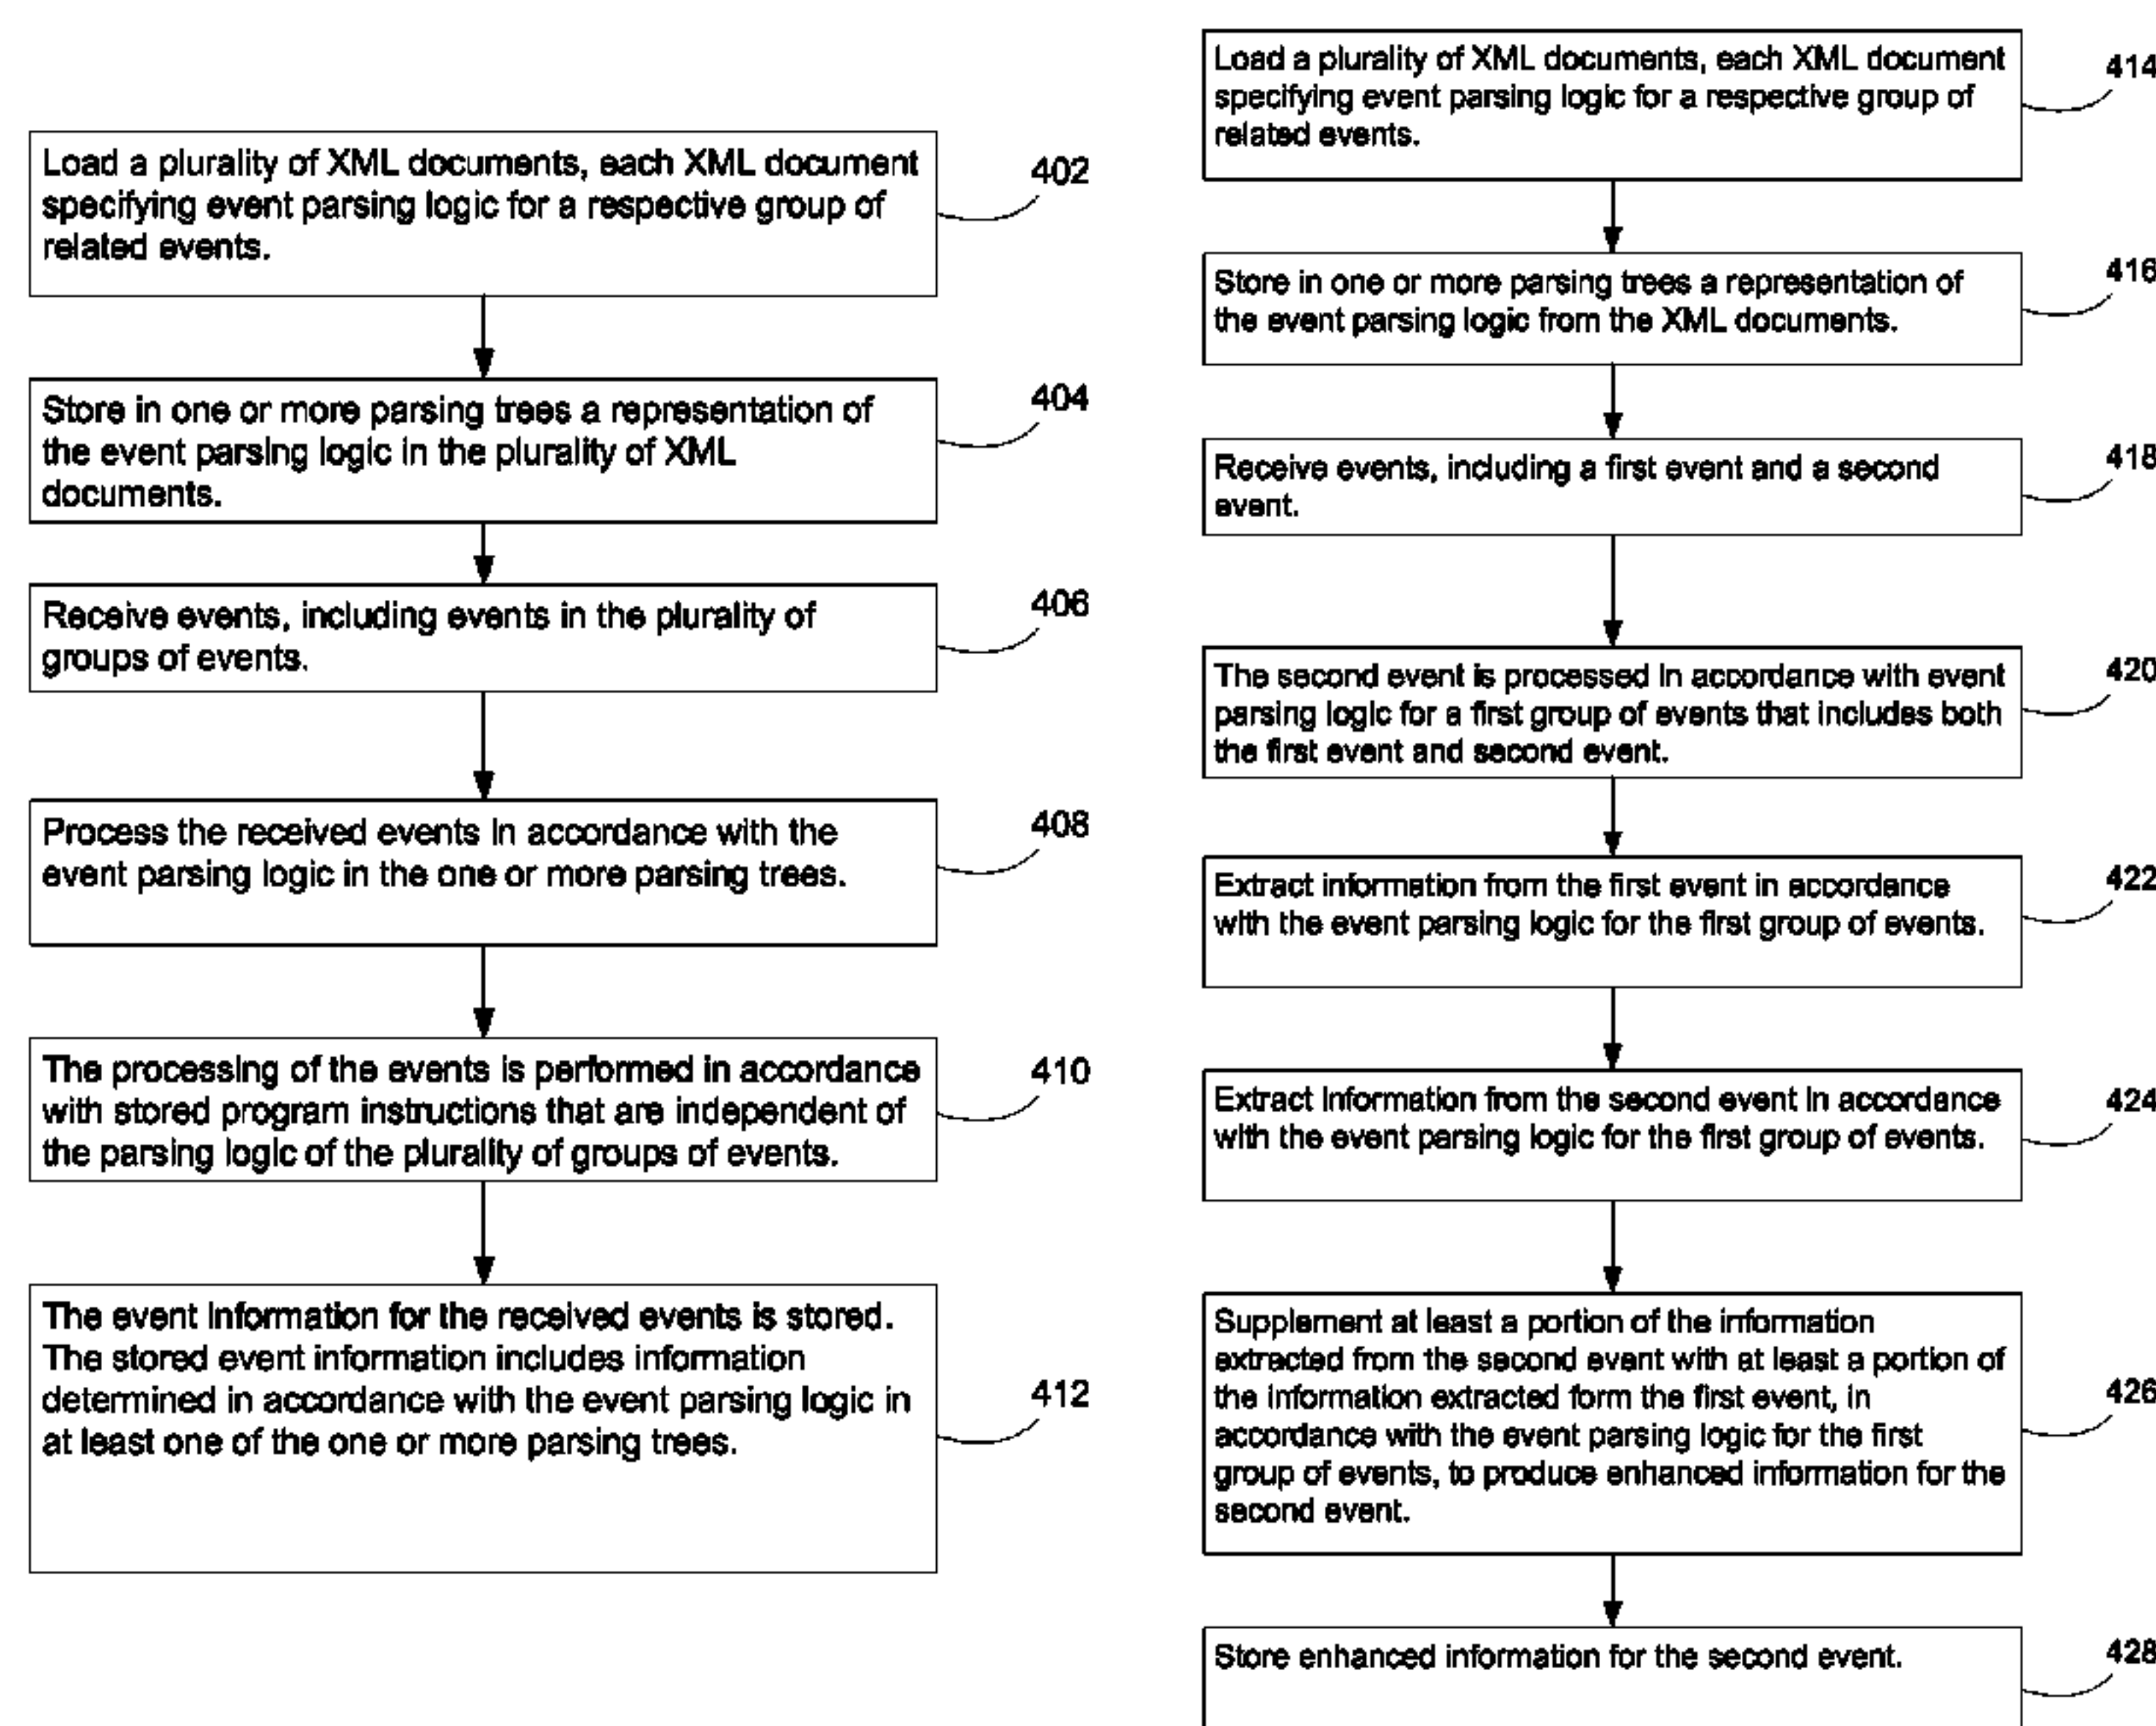 Load a plurality of XML documents, each XML document
specifying event parsing logic for a respective group of
related events.
402
Store in one or more parsing trees a representation of
the event parsing logic in the plurality of XML
documents.
404
Receive events, including events in the plurality of
groups of events.
406
Process the received events in accordance with the
event parsing logic in the one or more parsing trees.
408
The processing of the events is performed in accordance
with stored program instructions that are independent of
the parsing logic of the plurality of groups of events.
410
The event information for the received events is stored.
The stored event information includes information
determined in accordance with the event parsing logic in
at least one of the one or more parsing trees.
412
Load a plurality of XML documents, each XML document
specifying event parsing logic for a respective group of
related events.
414
Store in one or more parsing trees a representation of
the event parsing logic from the XML documents.
416
Receive events, including a first event and a second
event.
418
The second event is processed in accordance with event
parsing logic for a first group of events that includes both
the first event and second event.
420
Extract information from the first event in accordance
with the event parsing logic for the first group of events.
422
Extract information from the second event in accordance
with the event parsing logic for the first group of events.
424
Supplement at least a portion of the information
extracted from the second event with at least a portion of
the information extracted form the first event, in
accordance with the event parsing logic for the first
group of events, to produce enhanced information for the
second event.
426
Store enhanced information for the second event.
428